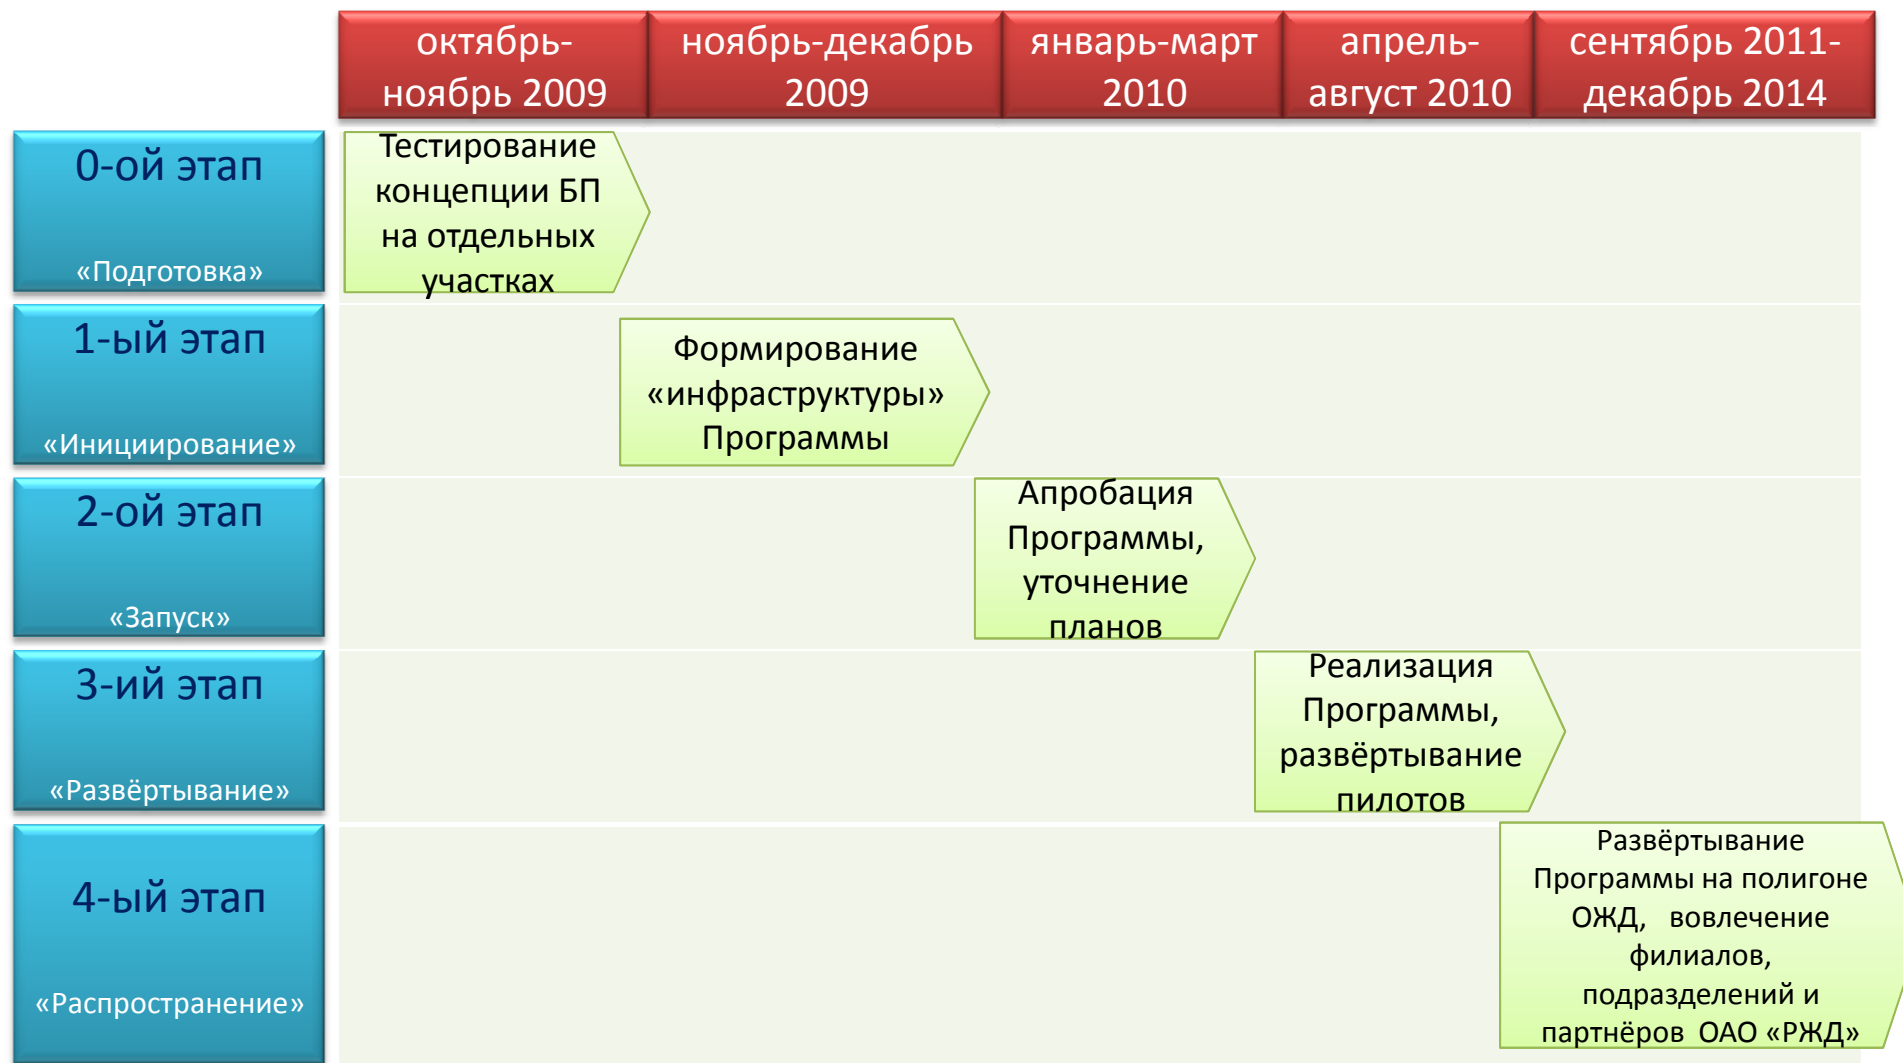 октябрь-
ноябрь 2009
ноябрь-декабрь
2009
январь-март
2010
апрель-
август 2010
сентябрь 2011-
декабрь 2014
0-ой этап
«Подготовка»
Тестирование
концепции БП
на отдельных
участках
1-ый этап
«Инициирование»
Формирование
«инфраструктуры»
Программы
2-ой этап
«Запуск»
Апробация
Программы,
уточнение
планов
3-ий этап
«Развёртывание»
Реализация
Программы,
развёртывание
пилотов
4-ый этап
«Распространение»
Развёртывание
Программы на полигоне
ОЖД, вовлечение
филиалов,
подразделений и
партнёров ОАО «РЖД»